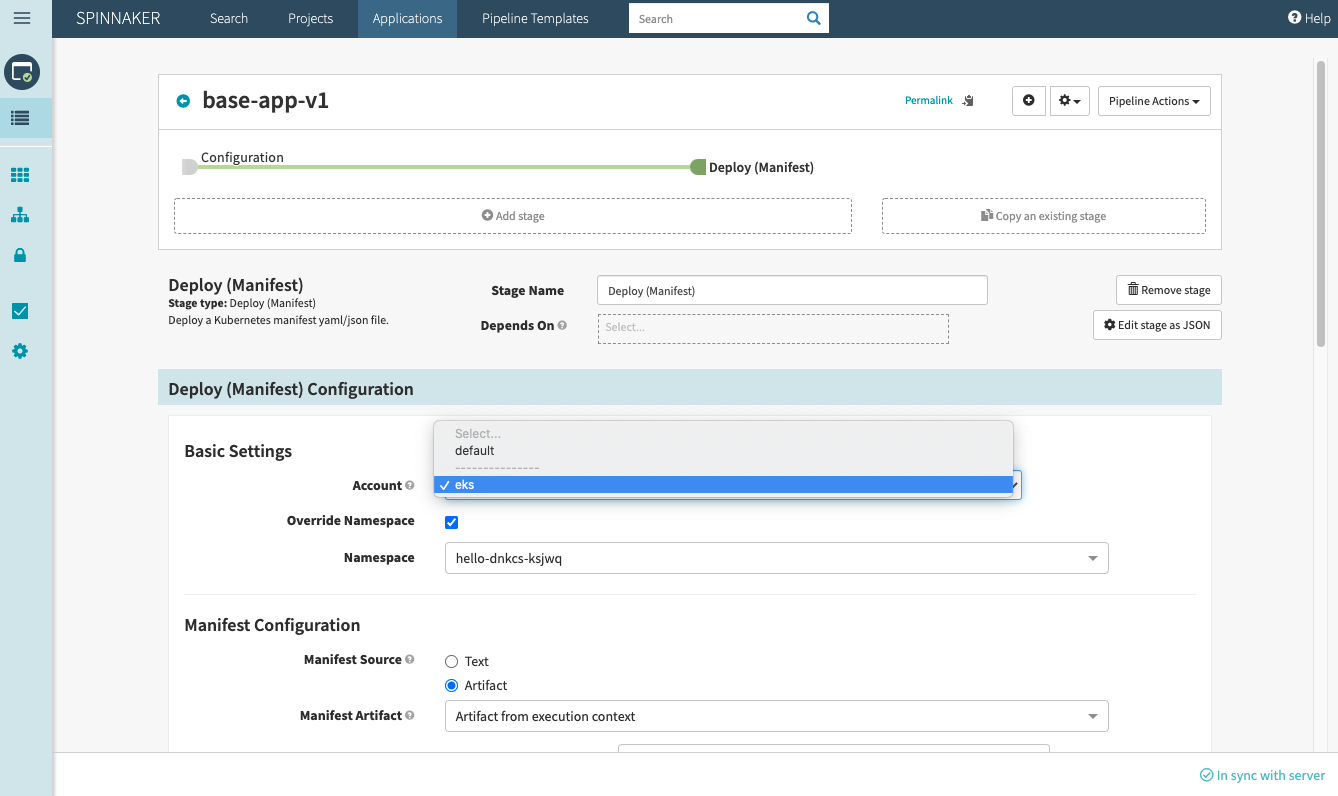 SPINNAKER Search Projects Applications Pipeline Templates Search Help
base-app-v1 Permalink Pipeline Actions
Configuration
Deploy (Manifest)
Add stage Copy an existing stage
Deploy (Manifest) Stage Name Deploy (Manifest) Remove stage
Stage type: Deploy (Manifest)
Deploy a Kubernetes manifest yaml/json file. Depends On Select... Edit stage as JSON
Deploy (Manifest) Configuration
Select...
Basic Settings default
---------------
Account eks
Override Namespace
Namespace hello-dnkcs-ksjwq
Manifest Configuration
Manifest Source Text
Artifact
Manifest Artifact Artifact from execution context
In sync with server